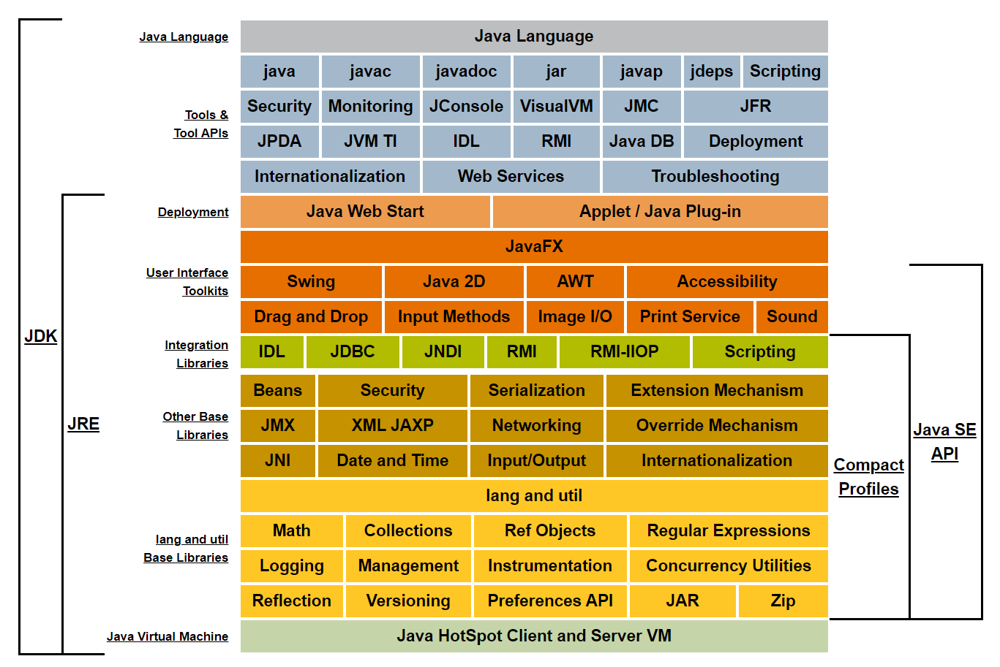 Java Language
Java Language
java javac javadoc jar javap jdeps Scripting
Tools &
Tool APIs
Security Monitoring JConsole VisualVM JMC JFR
JPDA JVM TI IDL RMI Java DB Deployment
Internationalization Web Services Troubleshooting
Deployment
Java Web Start Applet / Java Plug-in
JavaFX
User Interface
Toolkits
Swing Java 2D AWT Accessibility
Drag and Drop Input Methods Image I/O Print Service Sound
JDK
Integration
Libraries
IDL JDBC JNDI RMI RMI-IIOP Scripting
JRE
Other Base
Libraries
Beans Security Serialization Extension Mechanism
JMX XML JAXP Networking Override Mechanism
JNI Date and Time Input/Output Internationalization
Java SE
API
Compact
Profiles
lang and util
lang and util
Base Libraries
Math Collections Ref Objects Regular Expressions
Logging Management Instrumentation Concurrency Utilities
Reflection Versioning Preferences API JAR Zip
Java Virtual Machine
Java HotSpot Client and Server VM